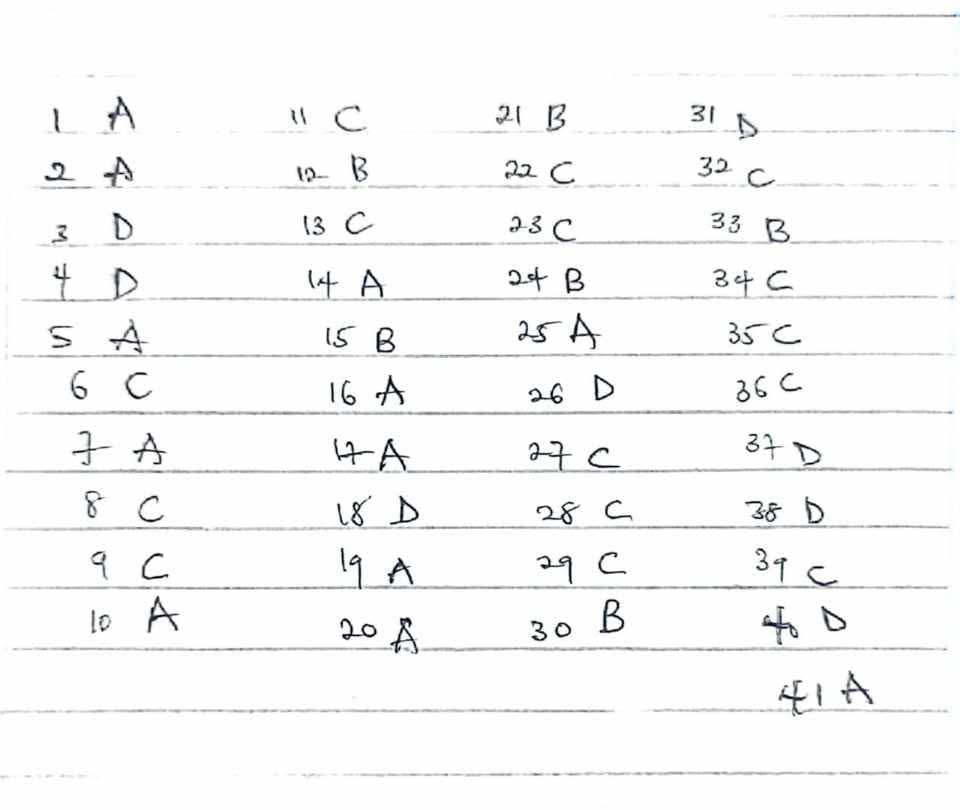 1 A 11 C 21 B 31 D
2 A 12 B 22 C 32 C
3 D 13 C 23 C 33 B
4 D 14 A 24 B 34 C
5 A 15 B 25 A 35 C
6 C 16 A 26 D 36 C
7 A 17 A 27 C 37 D
8 C 18 D 28 C 38 D
9 C 19 A 29 C 39 C
10 A 20 A 30 B 40 D
41 A